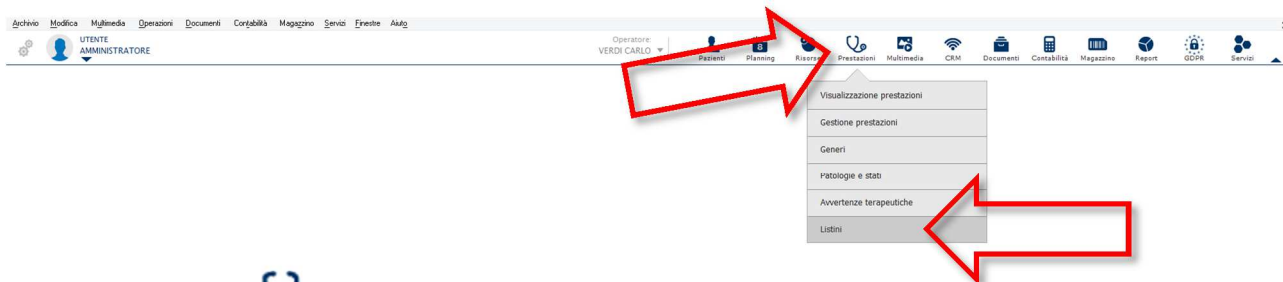 Archivio Modifica Multimedia Operazioni Documenti Contabilità Magazzino Servizi Finestre Aiuto
UTENTE
AMMINISTRATORE
Operatore
VERDI CARLO
Pazienti Planning Risorse Prestazioni Multimedia CRM Documenti Contabilità Magazzino Report GDPR Servizi
8
Visualizzazione prestazioni
Gestione prestazioni
Generi
Patologie e stati
Avvertenze terapeutiche
Listini